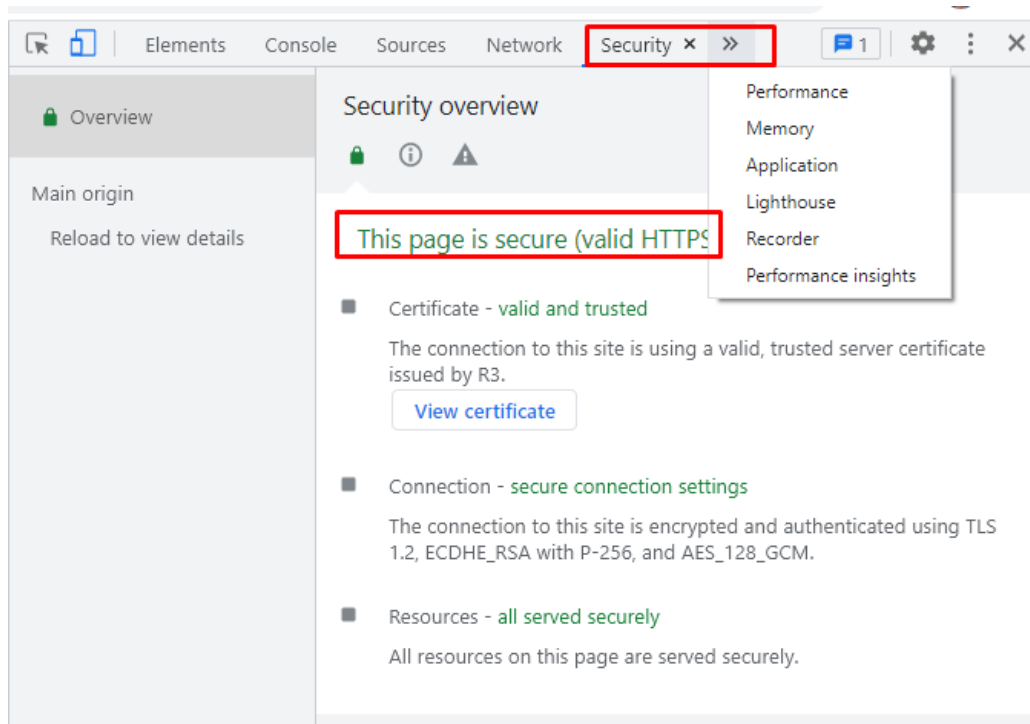 Elements Console Sources Network Security × » 1
Performance
Memory
Application
Lighthouse
Recorder
Performance insights
Overview
Main origin
Reload to view details
Security overview
This page is secure (valid HTTPS
Certificate - valid and trusted
The connection to this site is using a valid, trusted server certificate
issued by R3.
View certificate
Connection - secure connection settings
The connection to this site is encrypted and authenticated using TLS
1.2, ECDHE_RSA with P-256, and AES_128_GCM.
Resources - all served securely
All resources on this page are served securely.